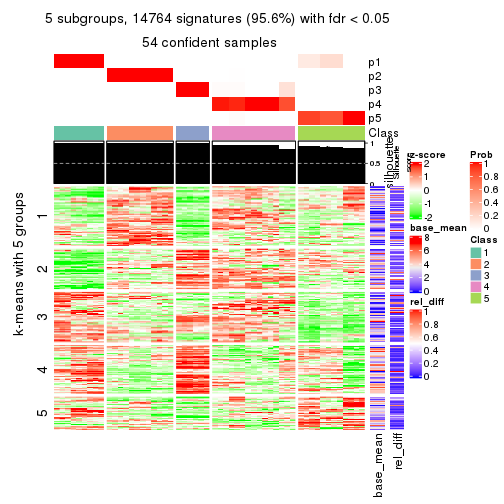 5 subgroups, 14764 signatures (95.6%) with fdr < 0.05
54 confident samples
p1
p2
p3
p4
p5
Class
1
0.5
0
silhouette
Silhouette
score
k-means with 5 groups
1
2
3
4
5
base_mean
rel_diff
z-score
2
1
0
-1
-2
base_mean
8
6
4
2
0
rel_diff
1
0.8
0.6
0.4
0.2
0
Prob
1
0.8
0.6
0.4
0.2
0
Class
1
2
3
4
5